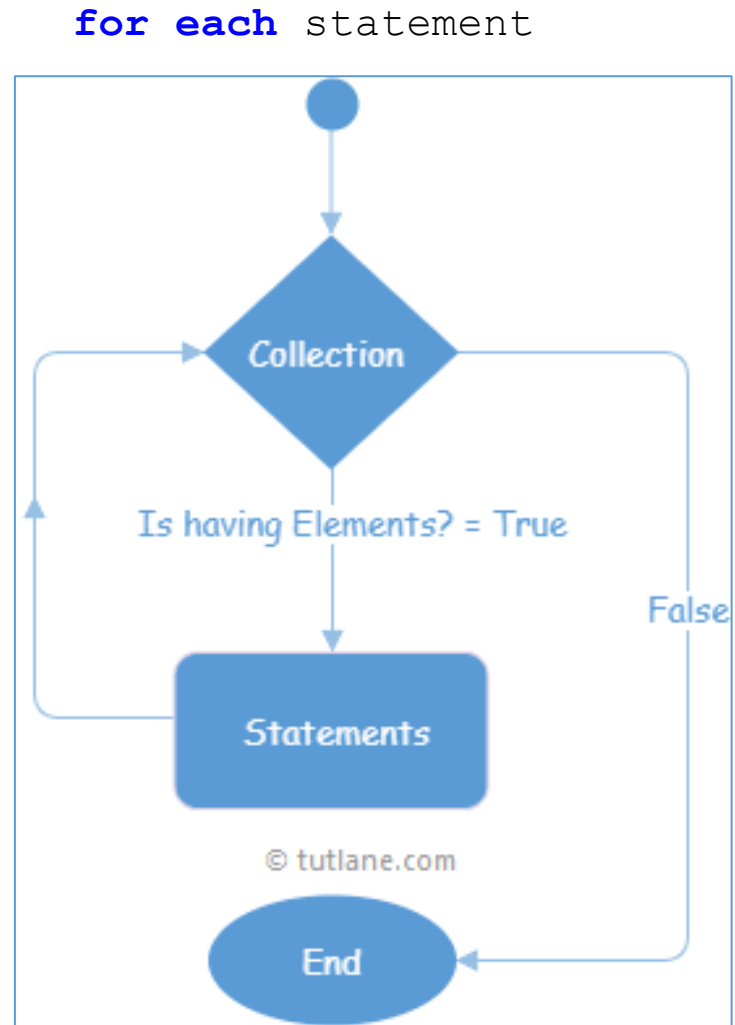 for each statement
Collection
Is having Elements? = True
False
Statements
© tutlane.com
End